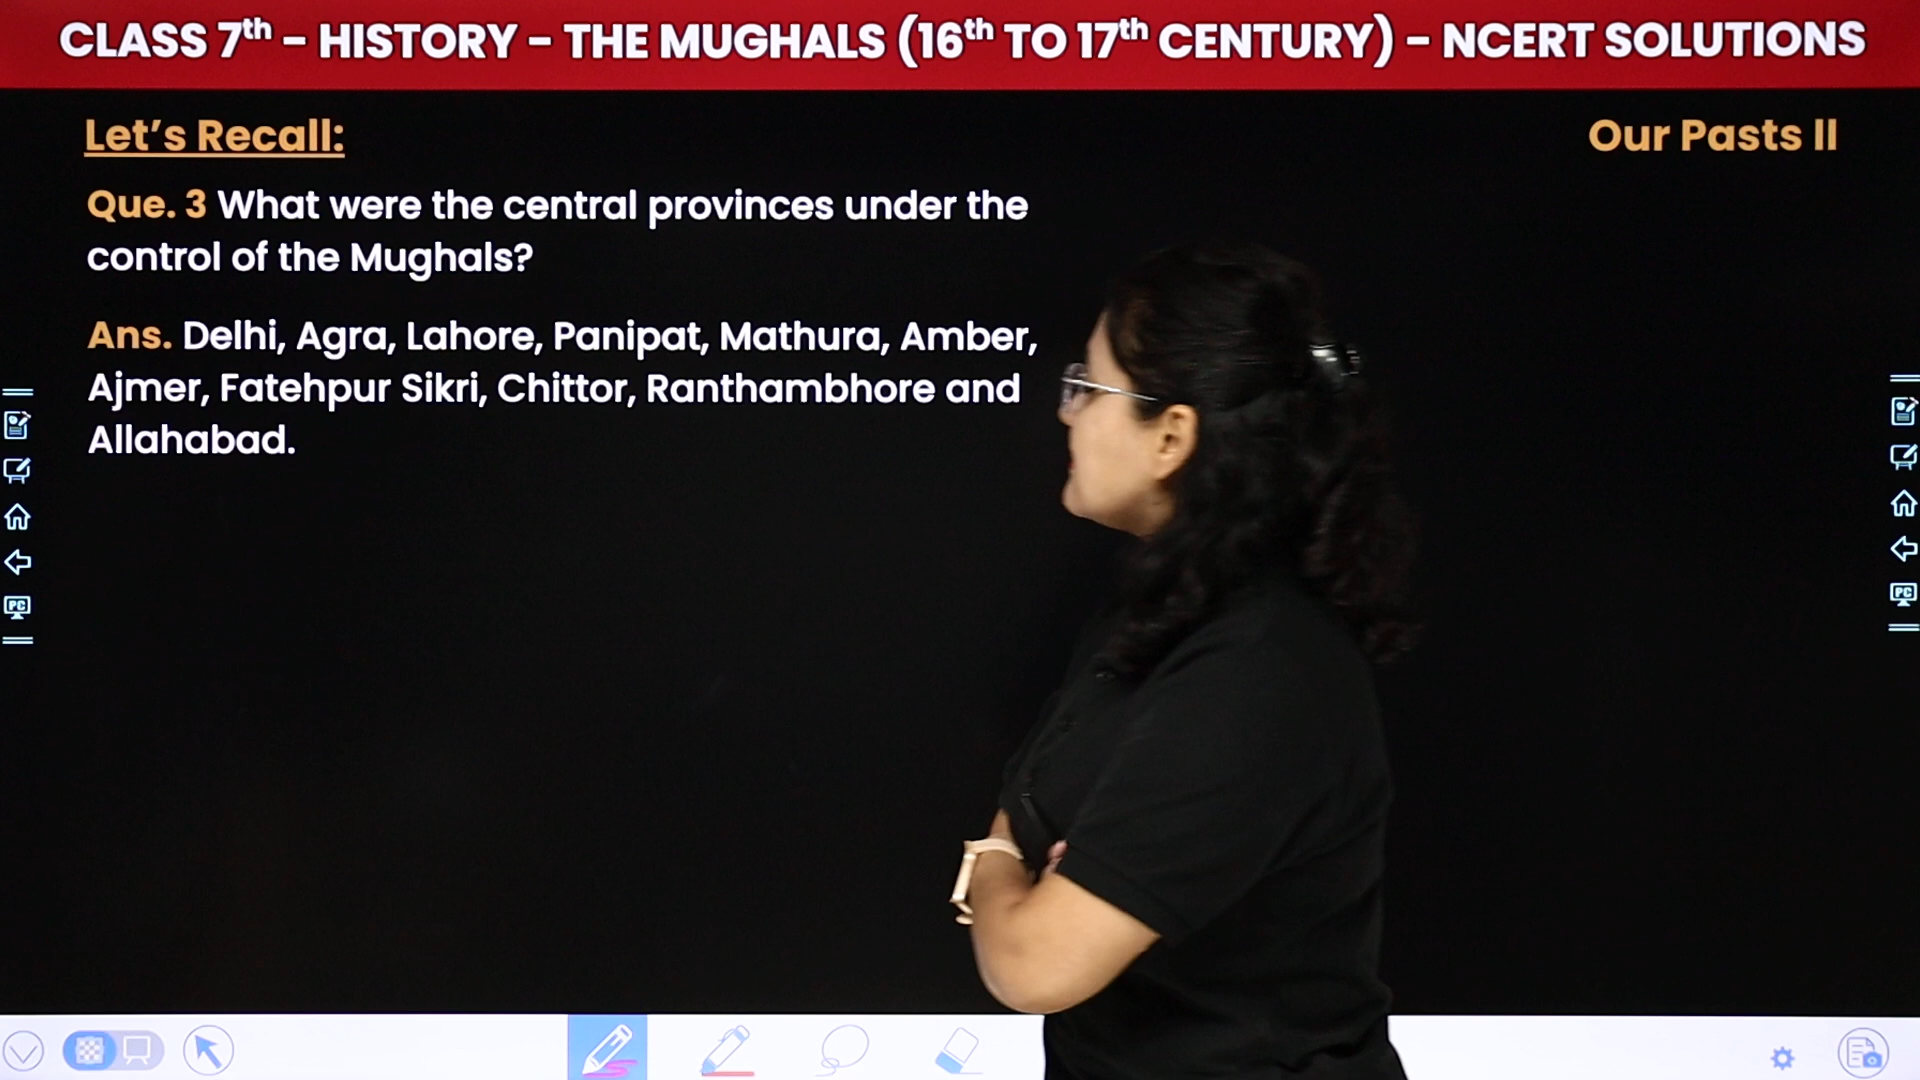 CLASS 7th – HISTORY – THE MUGHALS (16th TO 17th CENTURY) – NCERT SOLUTIONS
Let's Recall:
Our Pasts II
Que. 3 What were the central provinces under the
control of the Mughals?
Ans. Delhi, Agra, Lahore, Panipat, Mathura, Amber,
Ajmer, Fatehpur Sikri, Chittor, Ranthambhore and
Allahabad.
PC
PC